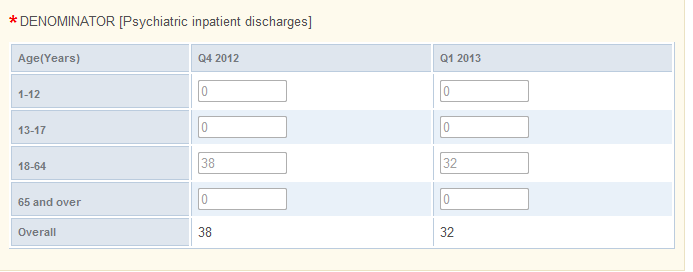 * DENOMINATOR [Psychiatric inpatient discharges]
Age(Years) Q4 2012 Q1 2013
1-12 0 0
13-17 0 0
18-64 38 32
65 and over 0 0
Overall 38 32